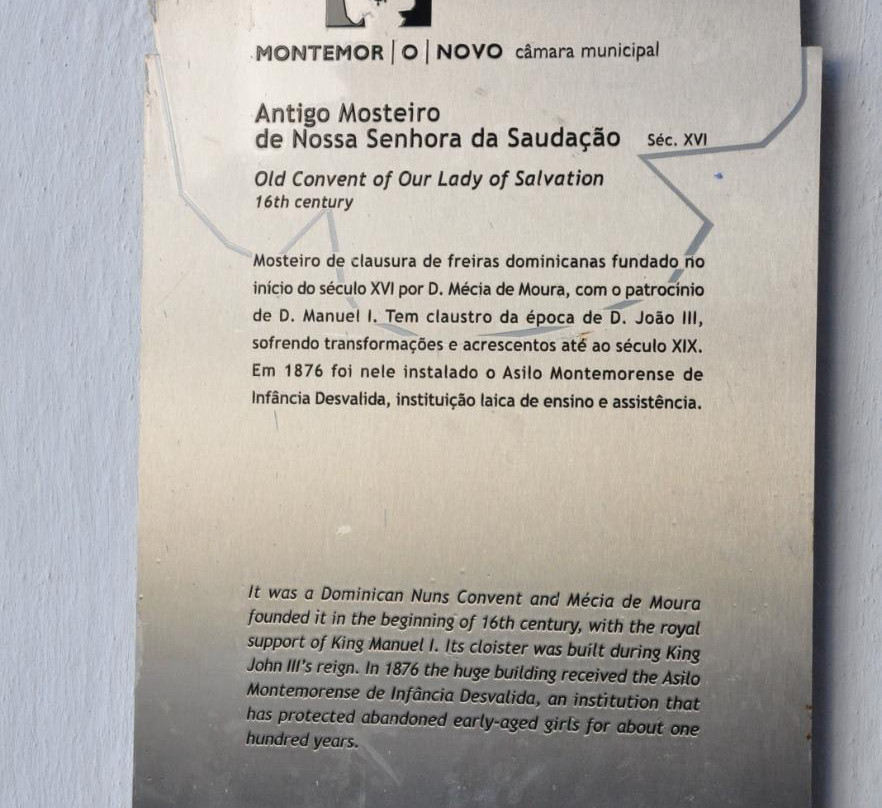 MONTEMOR | O | NOVO câmara municipal
Antigo Mosteiro
de Nossa Senhora da Saudação Séc. XVI
Old Convent of Our Lady of Salvation
16th century
Mosteiro de clausura de freiras dominicanas fundado no
início do século XVI por D. Mécia de Moura, com o patrocínio
de D. Manuel I. Tem claustro da época de D. João III,
sofrendo transformações e acrescentos até ao século XIX.
Em 1876 foi nele instalado o Asilo Montemorense de
Infância Desvalida, instituição laica de ensino e assistência.
It was a Dominican Nuns Convent and Mécia de Moura
founded it in the beginning of 16th century, with the royal
support of King Manuel I. Its cloister was built during King
John III's reign. In 1876 the huge building received the Asilo
Montemorense de Infância Desvalida, an institution that
has protected abandoned early-aged girls for about one
hundred years.